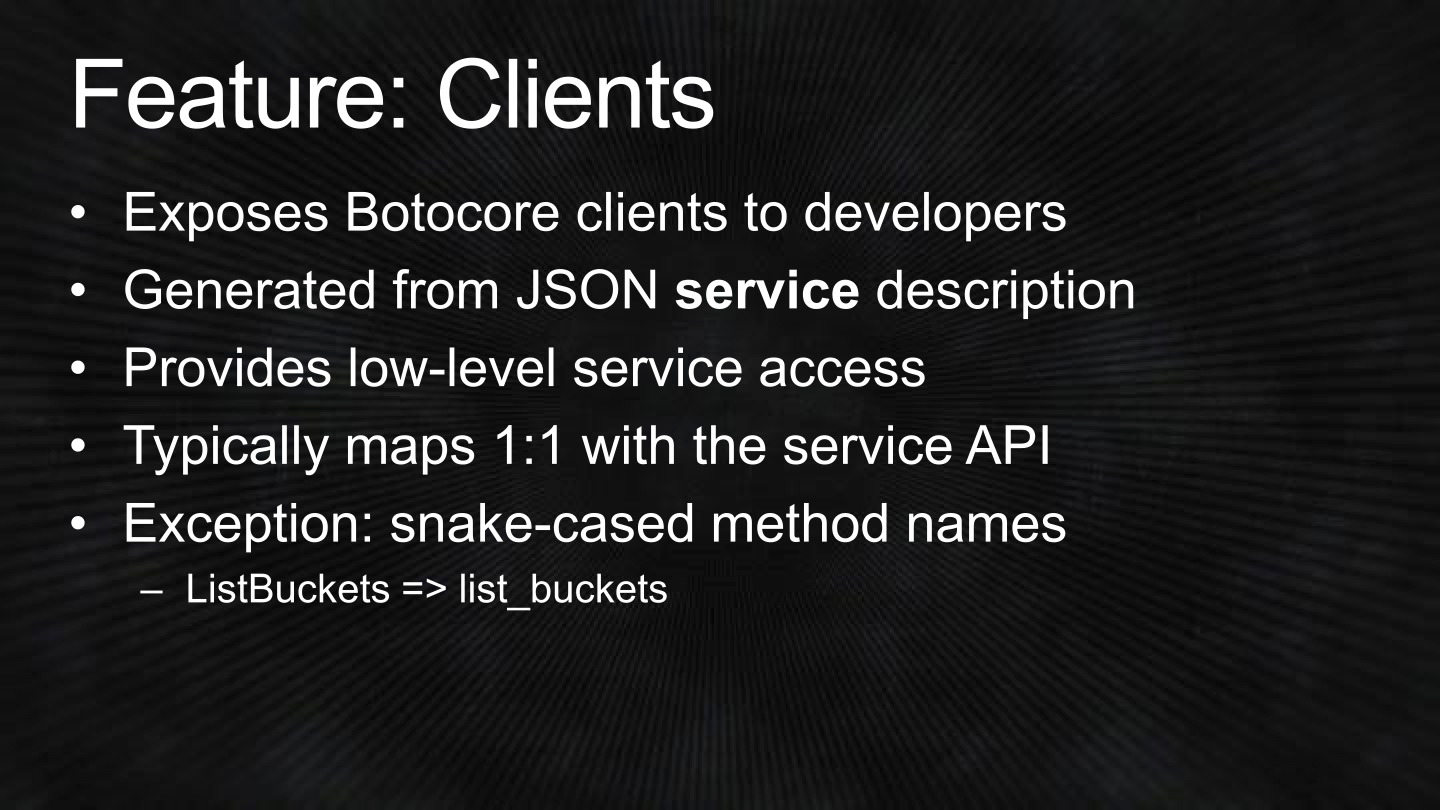 Feature: Clients
• Exposes Botocore clients to developers
• Generated from JSON service description
• Provides low-level service access
• Typically maps 1:1 with the service API
• Exception: snake-cased method names
– ListBuckets => list_buckets